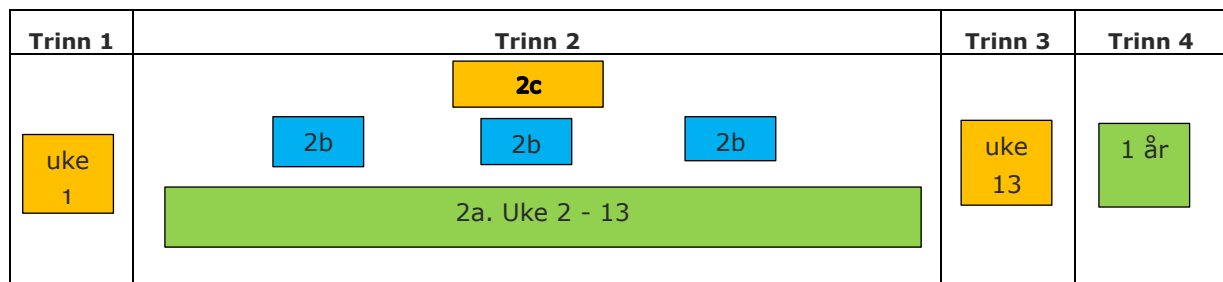 Trinn 1
Trinn 2
Trinn 3
Trinn 4
2c
2b
2b
2b
uke
1
uke
13
1 år
2a. Uke 2 - 13